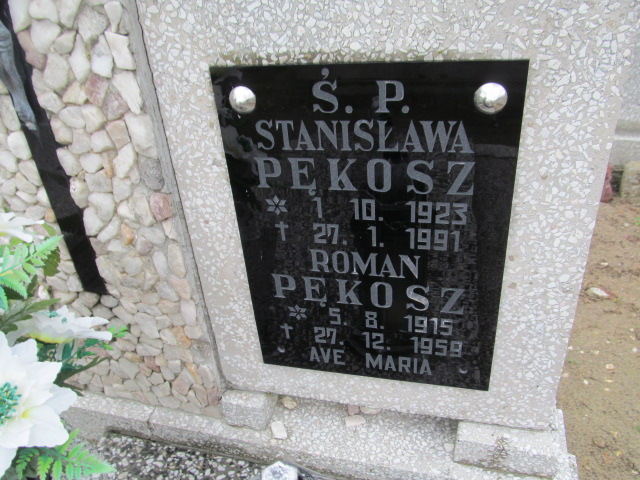 Ś. P.
STANISŁAWA
PĘKOSZ
* 1 10. 1923
† 27. 1. 1991
ROMAN
PĘKOSZ
* 5. 8. 1915
† 27. 12. 1959
AVE MARIA